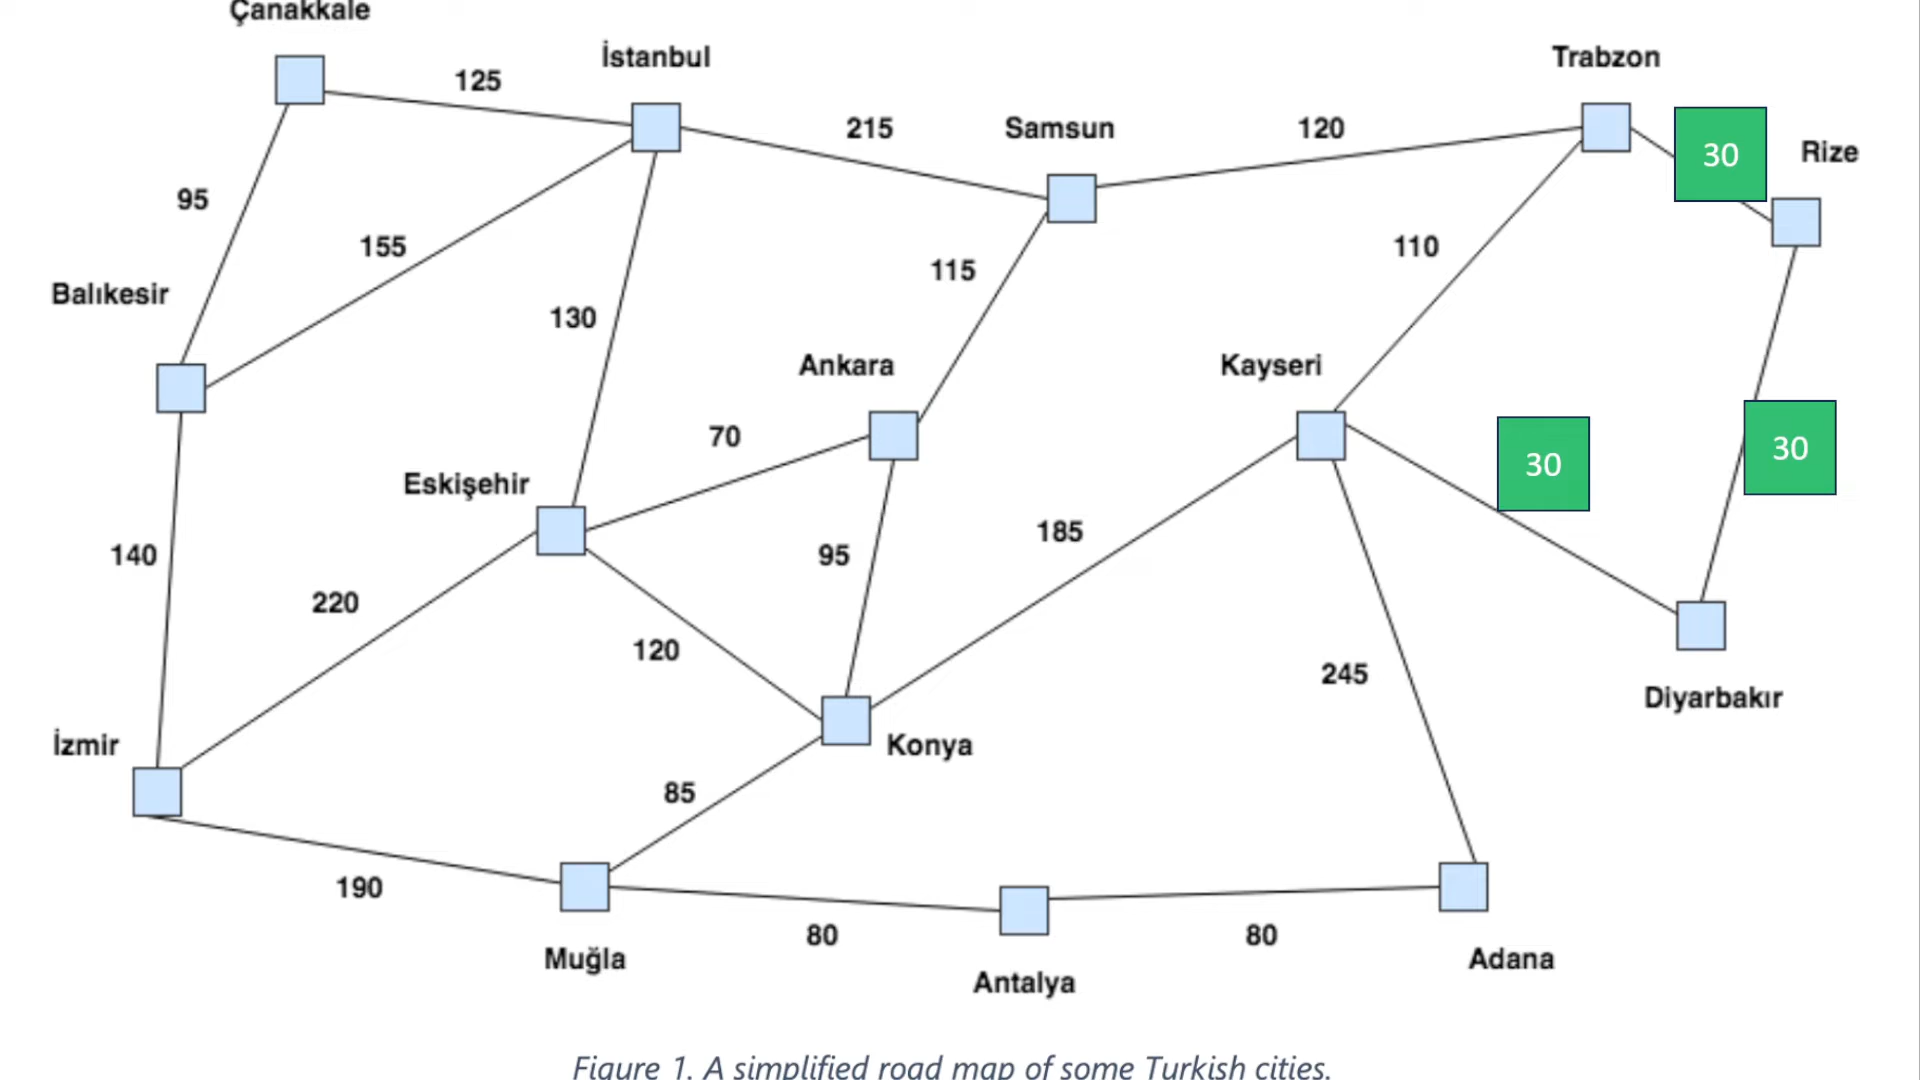 Çanakkale
İstanbul
Trabzon
125
215
Samsun
120
30
Rize
95
155
110
115
Balıkesir
130
Ankara
Kayseri
70
30
30
Eskişehir
185
140
95
220
120
245
Diyarbakır
İzmir
Konya
85
190
80
80
Muğla
Antalya
Adana
Figure 1. A simplified road map of some Turkish cities.